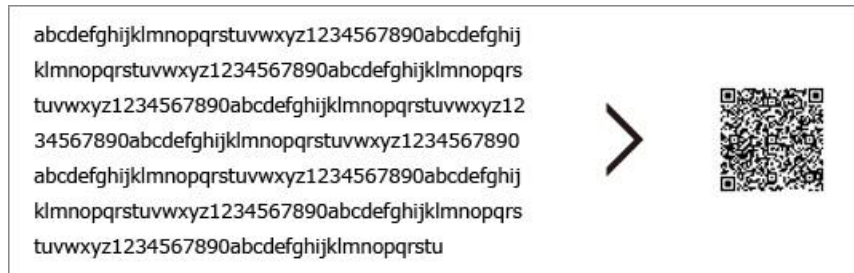 abcdefghijklmnopqrstuvwxyz1234567890abcdefghij
klmnopqrstuvwxyz1234567890abcdefghijklmnopqrs
tuvwxyz1234567890abcdefghijklmnopqrstuvwxyz12
34567890abcdefghijklmnopqrstuvwxyz1234567890
abcdefghijklmnopqrstuvwxyz1234567890abcdefghij
klmnopqrstuvwxyz1234567890abcdefghijklmnopqrs
tuvwxyz1234567890abcdefghijklmnopqrstu